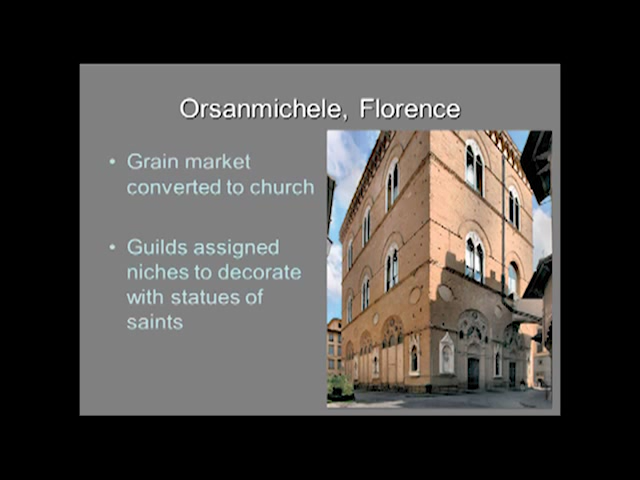 Orsanmichele, Florence
• Grain market
converted to church
• Guilds assigned
niches to decorate
with statues of
saints